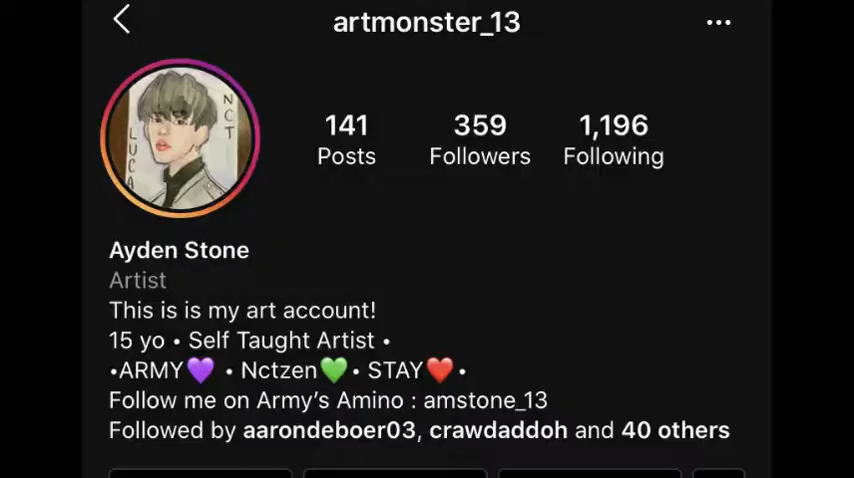 artmonster_13
NCT
LUCA
141
Posts
359
Followers
1,196
Following
Ayden Stone
Artist
This is is my art account!
15 yo • Self Taught Artist •
•ARMY💜 • Nctzen💚• STAY❤️•
Follow me on Army’s Amino : amstone_13
Followed by aarondeboer03, crawdaddoh and 40 others